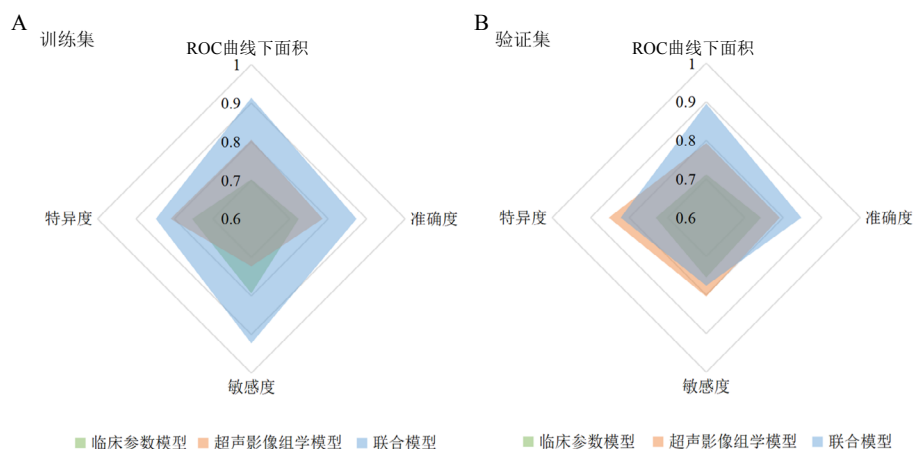 A
训练集
ROC曲线下面积
1
0.9
0.8
0.7
0.6
特异度
准确度
敏感度
临床参数模型 超声影像组学模型 联合模型
B
验证集
ROC曲线下面积
1
0.9
0.8
0.7
0.6
特异度
准确度
敏感度
临床参数模型 超声影像组学模型 联合模型